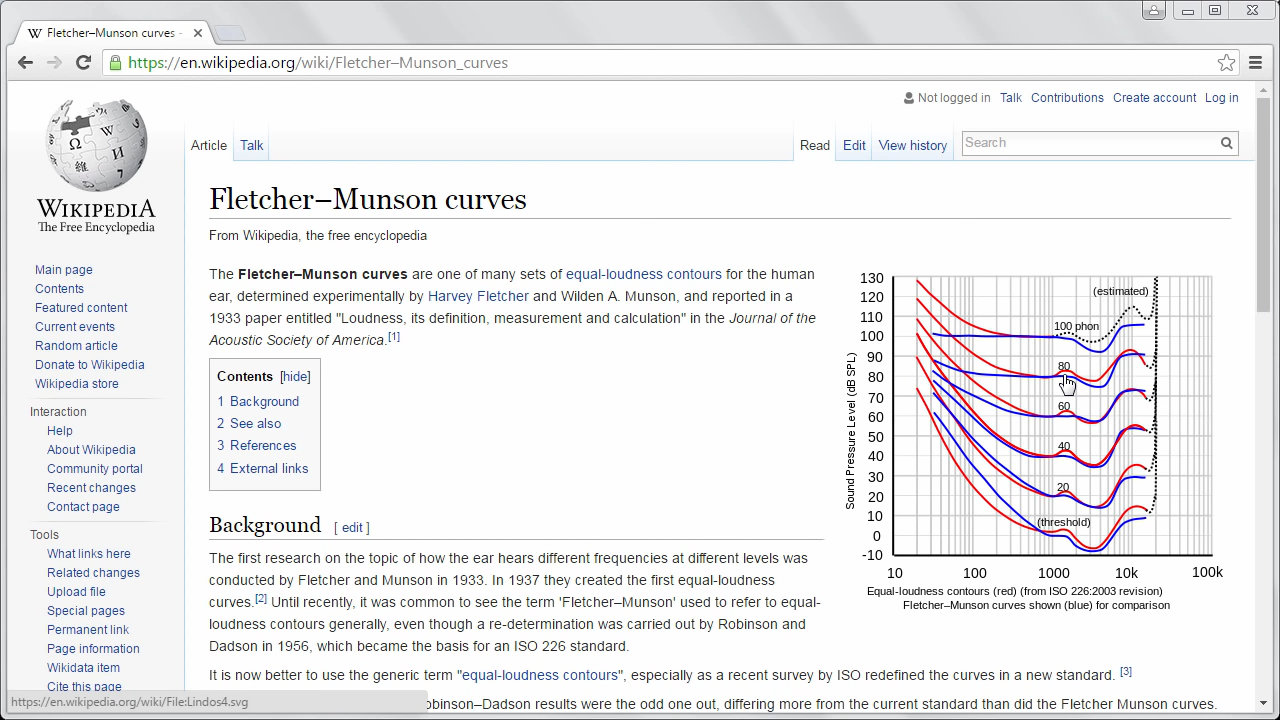 Fletcher–Munson curves -
https://en.wikipedia.org/wiki/Fletcher–Munson_curves
Not logged in Talk Contributions Create account Log in
Article Talk Read Edit View history Search
WIKIPEDIA
The Free Encyclopedia
Main page
Contents
Featured content
Current events
Random article
Donate to Wikipedia
Wikipedia store
Interaction
Help
About Wikipedia
Community portal
Recent changes
Contact page
Tools
What links here
Related changes
Upload file
Special pages
Permanent link
Page information
Wikidata item
Cite this page
Fletcher–Munson curves
From Wikipedia, the free encyclopedia
The Fletcher–Munson curves are one of many sets of equal-loudness contours for the human
ear, determined experimentally by Harvey Fletcher and Wilden A. Munson, and reported in a
1933 paper entitled "Loudness, its definition, measurement and calculation" in the Journal of the
Acoustic Society of America.[1]
Contents [hide]
1 Background
2 See also
3 References
4 External links
Background [ edit ]
The first research on the topic of how the ear hears different frequencies at different levels was
conducted by Fletcher and Munson in 1933. In 1937 they created the first equal-loudness
curves.[2] Until recently, it was common to see the term 'Fletcher–Munson' used to refer to equal-
loudness contours generally, even though a re-determination was carried out by Robinson and
Dadson in 1956, which became the basis for an ISO 226 standard.
It is now better to use the generic term "equal-loudness contours", especially as a recent survey by ISO redefined the curves in a new standard. [3]
obinson–Dadson results were the odd one out, differing more from the current standard than did the Fletcher Munson curves.
Sound Pressure Level (dB SPL)
130
120
110
100
90
80
70
60
50
40
30
20
10
0
-10
(estimated)
100 phon
80
60
40
20
(threshold)
10 100 1000 10k 100k
Equal-loudness contours (red) (from ISO 226:2003 revision)
Fletcher–Munson curves shown (blue) for comparison
https://en.wikipedia.org/wiki/File:Lindos4.svg